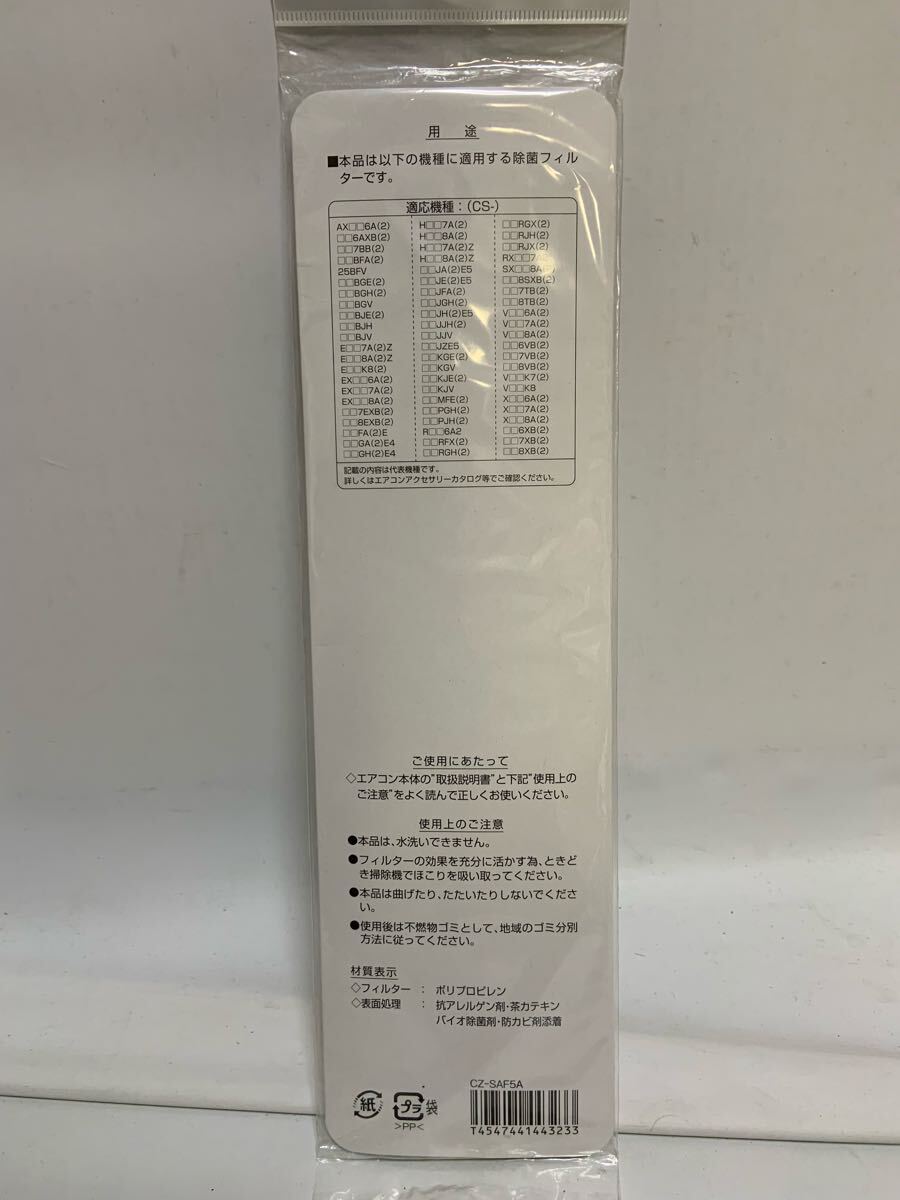 用 途
■本品は以下の機種に適用する除菌フィル
ターです。
適応機種：(CS-)
AX□□6A(2)
□□6AXB(2)
□□7BB(2)
□□BFA(2)
25BFV
□□BGE(2)
□□BGH(2)
□□BGV
□□BJE(2)
□□BJH
□□BJV
E□□7A(2)Z
E□□8A(2)Z
E□□K8(2)
EX□□6A(2)
EX□□7A(2)
EX□□8A(2)
□□7EXB(2)
□□8EXB(2)
□□FA(2)E
□□GA(2)E4
□□GH(2)E4
H□□7A(2)
H□□8A(2)
H□□7A(2)Z
H□□8A(2)Z
□□JA(2)E5
□□JE(2)E5
□□JFA(2)
□□JGH(2)
□□JH(2)E5
□□JJH(2)
□□JJV
□□JZE5
□□KGE(2)
□□KGV
□□KJE(2)
□□KJV
□□MFE(2)
□□PGH(2)
□□PJH(2)
R□□6A2
□□RFX(2)
□□RGH(2)
□□RGX(2)
□□RJH(2)
□□RJX(2)
RX□□7A2
SX□□8A(2)
□□8SXB(2)
□□7TB(2)
□□8TB(2)
V□□6A(2)
V□□7A(2)
V□□8A(2)
□□6VB(2)
□□7VB(2)
□□8VB(2)
V□□K7(2)
V□□K8
X□□6A(2)
X□□7A(2)
X□□8A(2)
□□6XB(2)
□□7XB(2)
□□8XB(2)
記載の内容は代表機種です。
詳しくはエアコンアクセサリーカタログ等でご確認ください。
ご使用にあたって
◇エアコン本体の"取扱説明書"と下記"使用上の
ご注意"をよく読んで正しくお使いください。
使用上のご注意
●本品は、水洗いできません。
●フィルターの効果を充分に活かす為、ときど
き掃除機でほこりを吸い取ってください。
●本品は曲げたり、たたいたりしないでくださ
い。
●使用後は不燃物ゴミとして、地域のゴミ分別
方法に従ってください。
材質表示
◇フィルター ： ポリプロピレン
◇表面処理 ： 抗アレルゲン剤・茶カテキン
バイオ除菌剤・防カビ剤添着
紙
プラ
袋
>PP<
CZ-SAF5A
T4547441443233